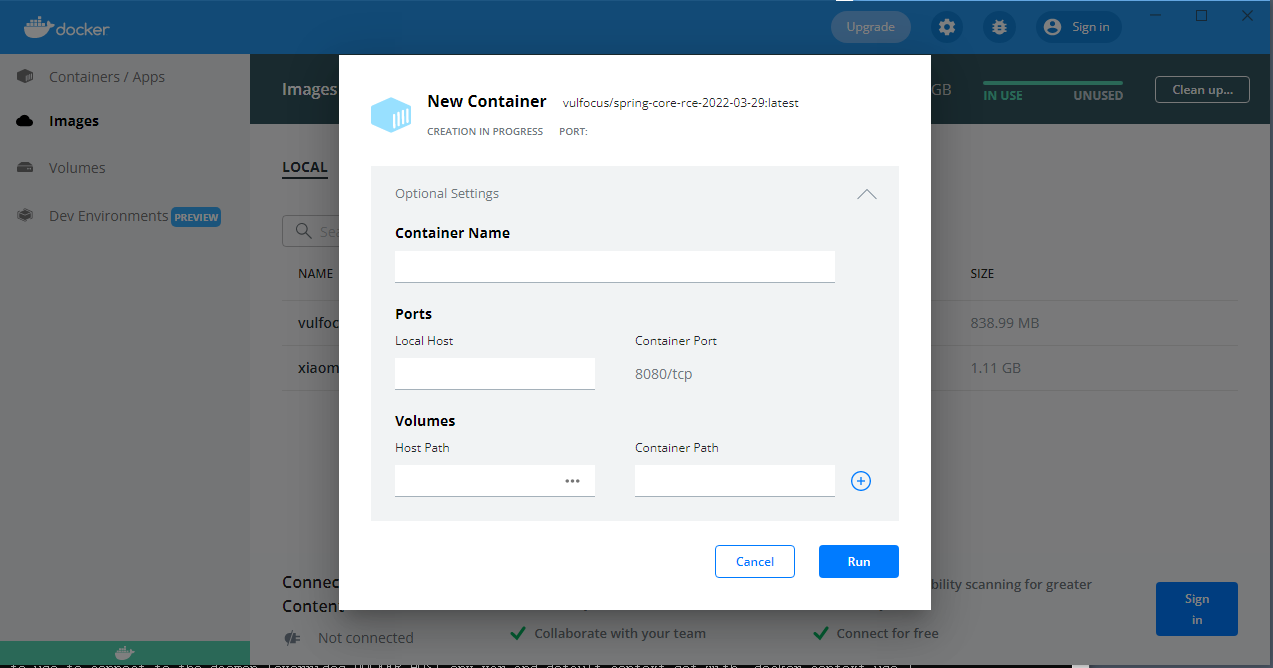 docker
Upgrade
Sign in
Containers / Apps
Images
Volumes
Dev Environments PREVIEW
Images
GB
IN USE
UNUSED
Clean up...
LOCAL
Sea
NAME
SIZE
vulfoc
838.99 MB
xiaom
1.11 GB
New Container vulfocus/spring-core-rce-2022-03-29:latest
CREATION IN PROGRESS PORT:
Optional Settings
Container Name
Ports
Local Host
Container Port
8080/tcp
Volumes
Host Path
Container Path
Cancel
Run
Connec
Conten
Not connected
Collaborate with your team
bility scanning for greater
Connect for free
Sign
in